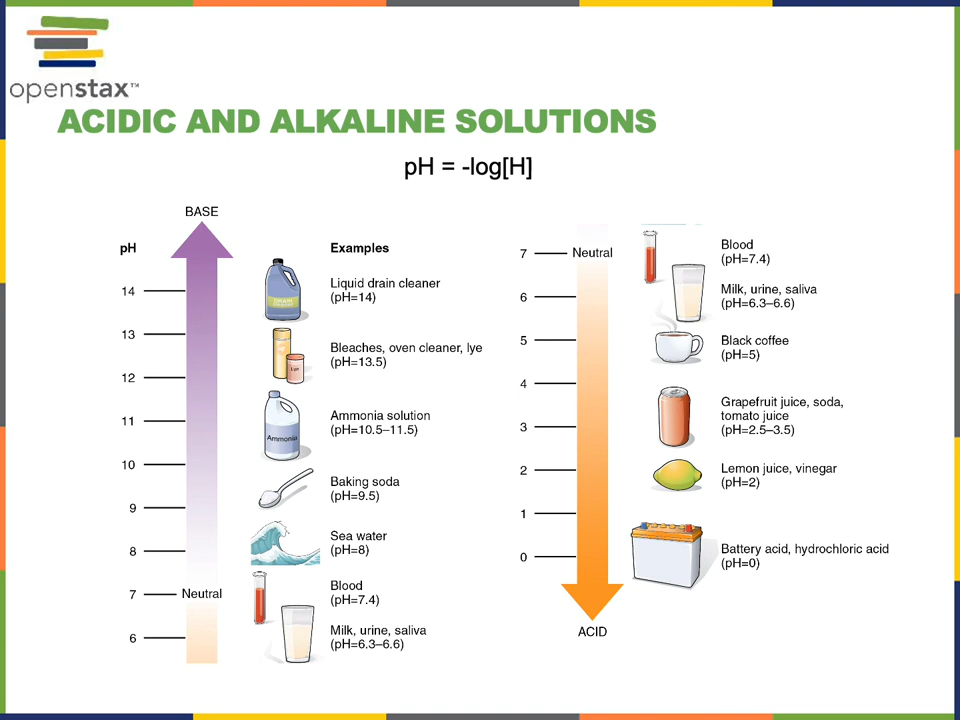 openstax™
ACIDIC AND ALKALINE SOLUTIONS
pH = -log[H]
BASE
pH
Examples
14
Liquid drain cleaner
(pH=14)
DRAIN
13
Bleaches, oven cleaner, lye
(pH=13.5)
Lye
12
11
Ammonia solution
(pH=10.5–11.5)
Ammonia
10
Baking soda
(pH=9.5)
9
Sea water
(pH=8)
8
Blood
(pH=7.4)
7
Neutral
Milk, urine, saliva
(pH=6.3–6.6)
6
7
Neutral
Blood
(pH=7.4)
6
Milk, urine, saliva
(pH=6.3–6.6)
5
Black coffee
(pH=5)
4
Grapefruit juice, soda,
tomato juice
(pH=2.5–3.5)
3
2
Lemon juice, vinegar
(pH=2)
1
0
Battery acid, hydrochloric acid
(pH=0)
ACID